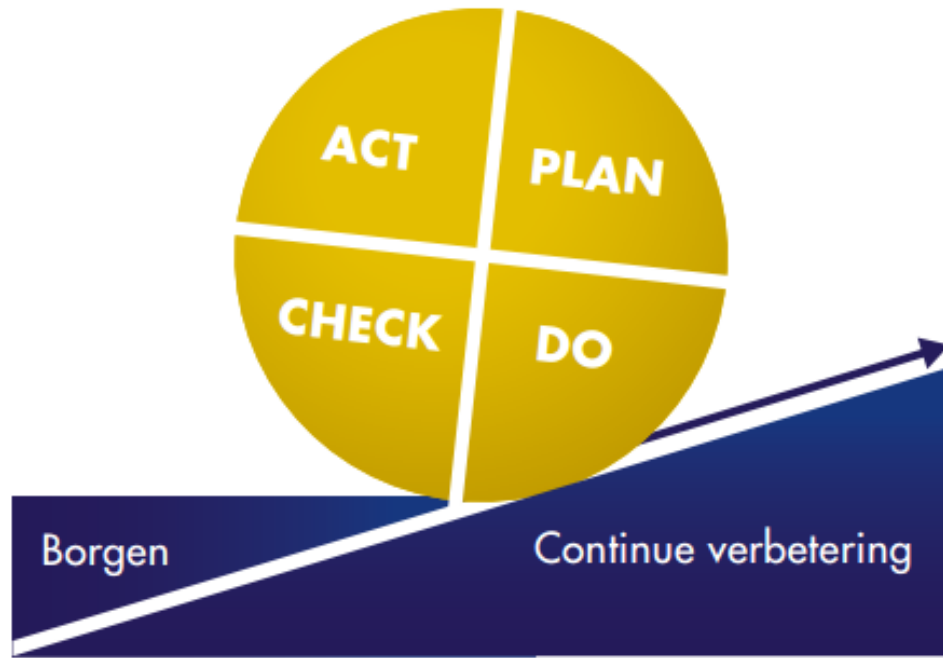 ACT
PLAN
CHECK
DO
Borgen
Continue verbetering